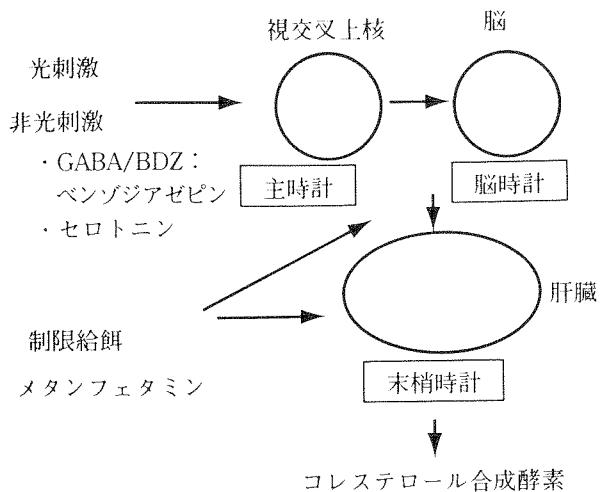 視交叉上核
脳
光刺激
非光刺激
・GABA/BDZ：
ベンゾジアゼピン
・セロトニン
主時計
脳時計
肝臓
制限給餌
メタンフェタミン
末梢時計
コレステロール合成酵素